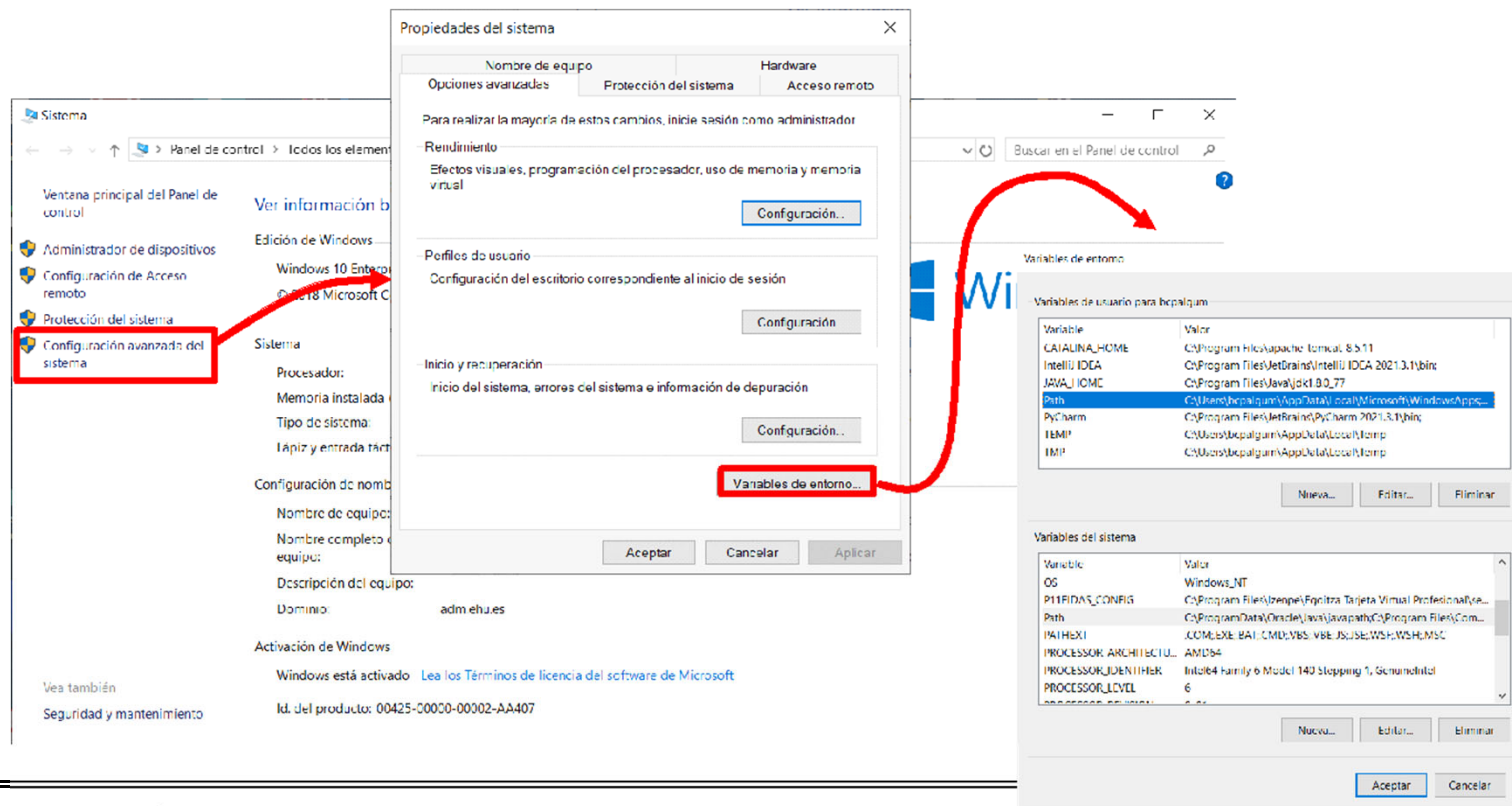 Sistema
Panel de control > Todos los element
Buscar en el Panel de control
Ventana principal del Panel de
control
Administrador de dispositivos
Configuración de Acceso
remoto
Protección del sistema
Configuración avanzada del
sistema
Vea también
Seguridad y mantenimiento
Ver información b
Edición de Windows
Windows 10 Enterpr
© 2018 Microsoft C
Sistema
Procesador:
Memoria instalada
Tipo de sistema:
Lápiz y entrada táct
Configuración de nomb
Nombre de equipo:
Nombre completo
equipo:
Descripción del equipo:
Dominio: adm.ehu.es
Activación de Windows
Windows está activado Lea los Términos de licencia del software de Microsoft
Id. del producto: 00425-00000-00002-AA407
Wi
Propiedades del sistema
Nombre de equipo Hardware
Opciones avanzadas Protección del sistema Acceso remoto
Para realizar la mayoría de estos cambios, inicie sesión como administrador
Rendimiento
Efectos visuales, programación del procesador, uso de memoria y memoria
virtual
Configuración...
Perfiles de usuario
Configuración del escritorio correspondiente al inicio de sesión
Configuración
Inicio y recuperación
Inicio del sistema, errores del sistema e información de depuración
Configuración...
Variables de entorno...
Aceptar Cancelar Aplicar
Variables de entorno
Variables de usuario para bcpalgum
Variable Valor
CATALINA_HOME C:\Program Files\apache-tomcat-8.5.11
IntelliJ IDEA C:\Program Files\JetBrains\IntelliJ IDEA 2021.3.1\bin;
JAVA_HOME C:\Program Files\Java\jdk1.8.0_77
Path C:\Users\bcpalgum\AppData\Local\Microsoft\WindowsApps;...
PyCharm C:\Program Files\JetBrains\PyCharm 2021.3.1\bin;
TEMP C:\Users\bcpalgum\AppData\Local\Temp
TMP C:\Users\bcpalgum\AppData\Local\Temp
Nueva... Editar... Eliminar
Variables del sistema
Variable Valor
OS Windows_NT
P11FIDAS_CONFIG C:\Program Files\Izenpe\Egoitza Tarjeta Virtual Profesional\se...
Path C:\ProgramData\Oracle\Java\javapath;C:\Program Files\Com...
PATHEXT .COM;.EXE;.BAT;.CMD;.VBS;.VBE;.JS;.JSE;.WSF;.WSH;.MSC
PROCESSOR_ARCHITECTU... AMD64
PROCESSOR_IDENTIFIER Intel64 Family 6 Model 140 Stepping 1, GenuineIntel
PROCESSOR_LEVEL 6
Nueva... Editar... Eliminar
Aceptar Cancelar